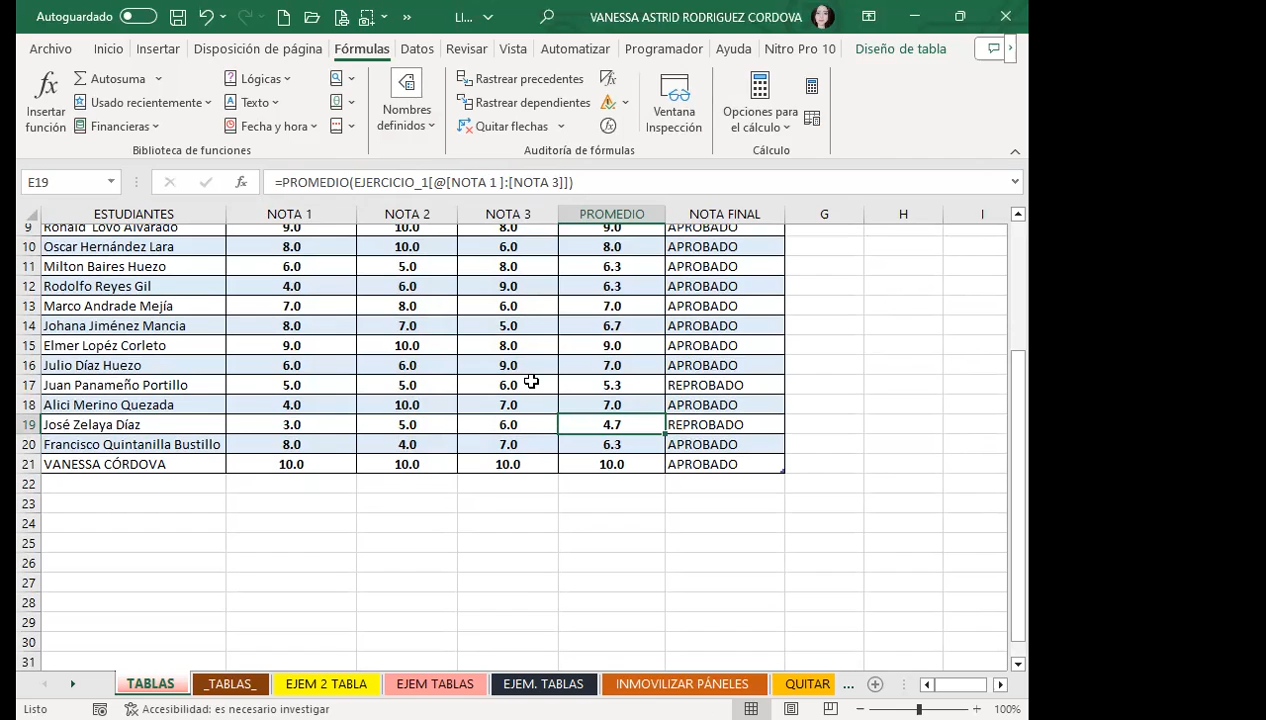 Autoguardado
LI...
VANESSA ASTRID RODRIGUEZ CORDOVA
Archivo Inicio Insertar Disposición de página Fórmulas Datos Revisar Vista Automatizar Programador Ayuda Nitro Pro 10 Diseño de tabla
fx Insertar función
Autosuma
Usado recientemente
Financieras
Lógicas
Texto
Fecha y hora
Biblioteca de funciones
Nombres definidos
Rastrear precedentes
Rastrear dependientes
Quitar flechas
Ventana Inspección
Auditoría de fórmulas
Opciones para el cálculo
Cálculo
E19 fx =PROMEDIO(EJERCICIO_1[@[NOTA 1 ]:[NOTA 3]])
ESTUDIANTES NOTA 1 NOTA 2 NOTA 3 PROMEDIO NOTA FINAL G H I
9 Ronald Lovo Alvarado 9.0 10.0 8.0 9.0 APROBADO
10 Oscar Hernández Lara 8.0 10.0 6.0 8.0 APROBADO
11 Milton Baires Huezo 6.0 5.0 8.0 6.3 APROBADO
12 Rodolfo Reyes Gil 4.0 6.0 9.0 6.3 APROBADO
13 Marco Andrade Mejía 7.0 8.0 6.0 7.0 APROBADO
14 Johana Jiménez Mancia 8.0 7.0 5.0 6.7 APROBADO
15 Elmer Lopéz Corleto 9.0 10.0 8.0 9.0 APROBADO
16 Julio Díaz Huezo 6.0 6.0 9.0 7.0 APROBADO
17 Juan Panameño Portillo 5.0 5.0 6.0 5.3 REPROBADO
18 Alici Merino Quezada 4.0 10.0 7.0 7.0 APROBADO
19 José Zelaya Díaz 3.0 5.0 6.0 4.7 REPROBADO
20 Francisco Quintanilla Bustillo 8.0 4.0 7.0 6.3 APROBADO
21 VANESSA CÓRDOVA 10.0 10.0 10.0 10.0 APROBADO
22
23
24
25
26
27
28
29
30
31
TABLAS _TABLAS_ EJEM 2 TABLA EJEM TABLAS EJEM. TABLAS INMOVILIZAR PÁNELES QUITAR ...
Listo Accesibilidad: es necesario investigar 100%